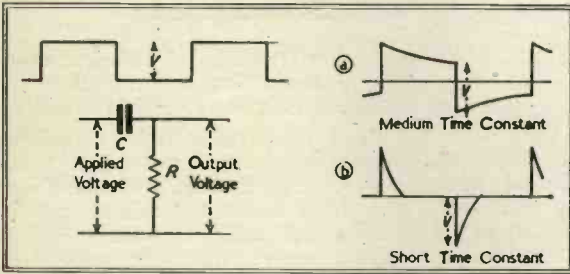 V
C
Applied
Voltage
R
Output
Voltage
a
V
Medium Time Constant
b
V
Short Time Constant